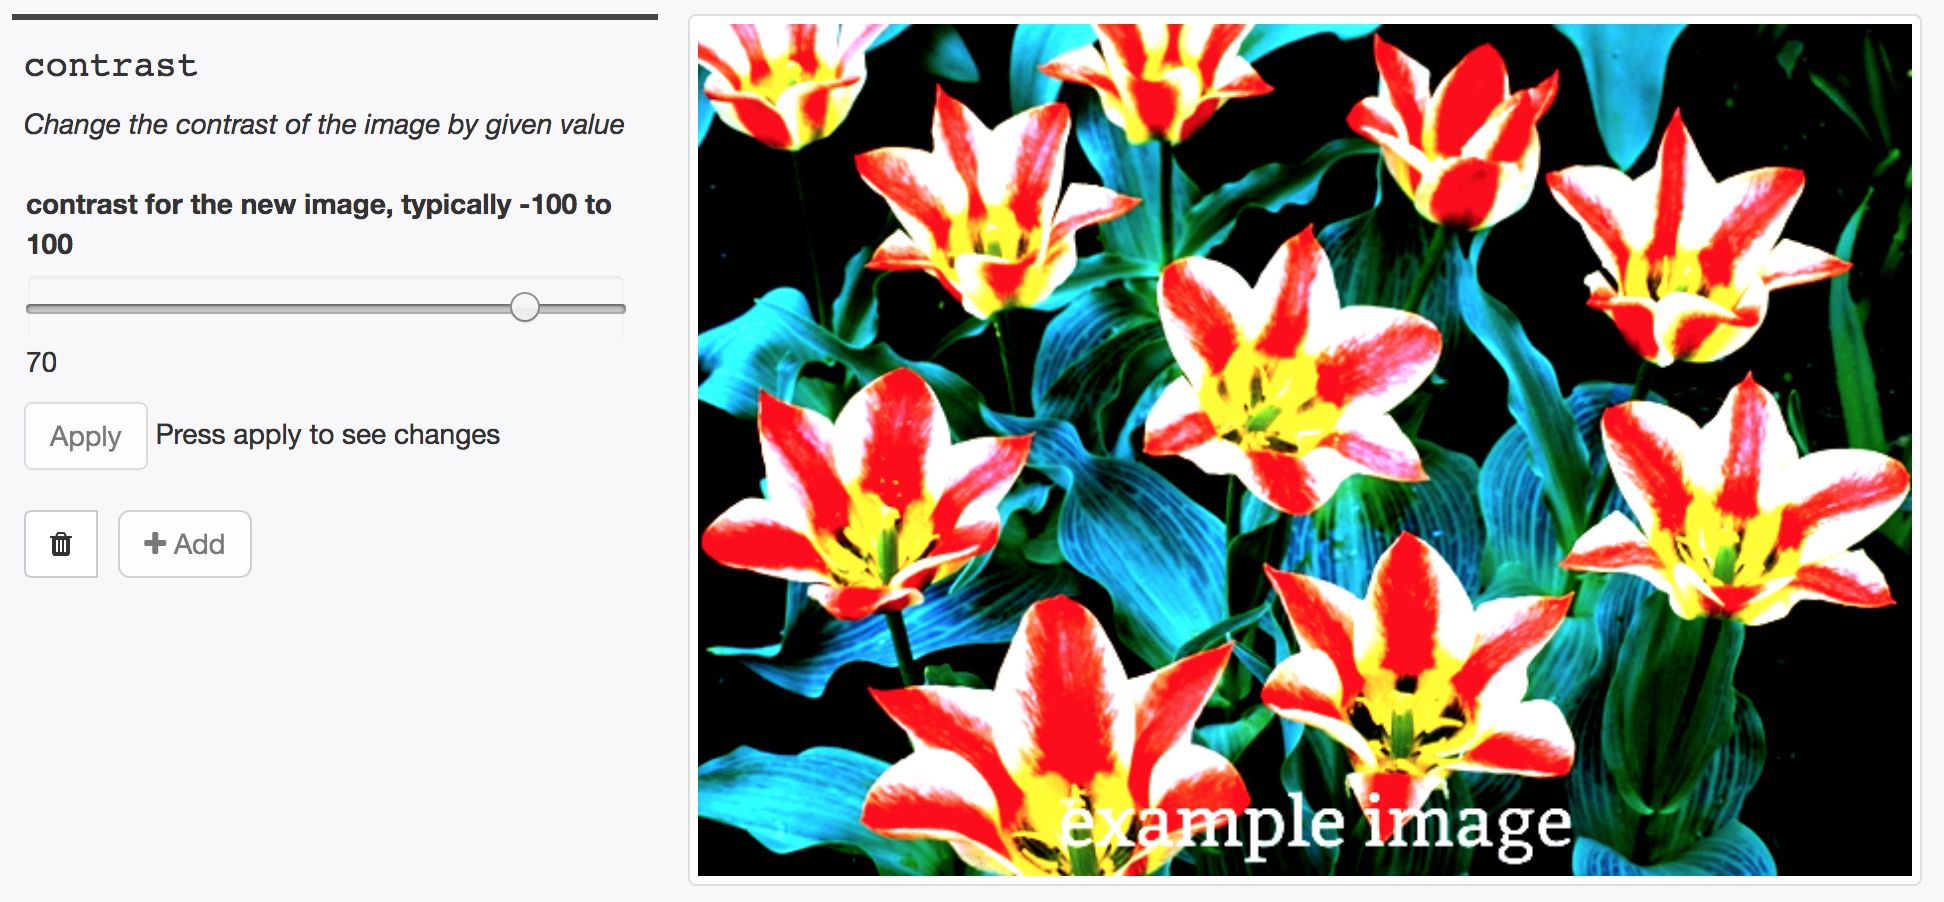 contrast
Change the contrast of the image by given value
contrast for the new image, typically -100 to
100
70
Apply Press apply to see changes
Add
example image